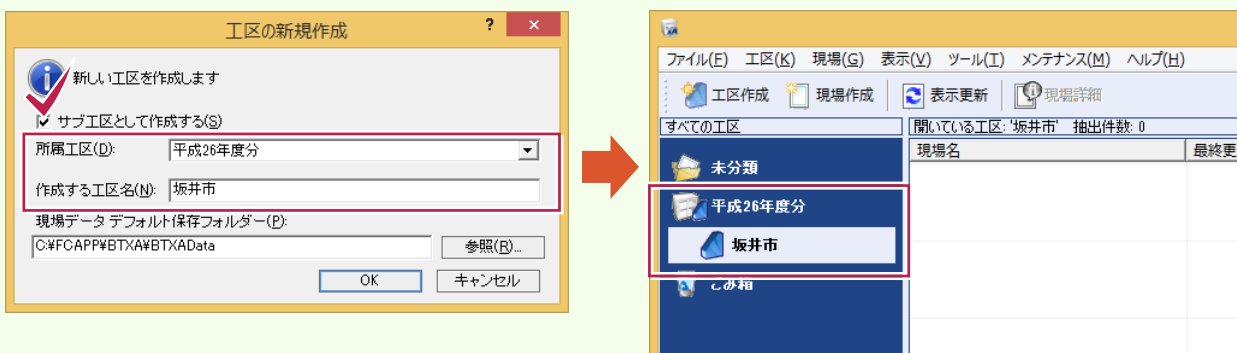 工区の新規作成
?
×
新しい工区を作成します
サブ工区として作成する(S)
所属工区(D):
平成26年度分
作成する工区名(N):
坂井市
現場データ デフォルト保存フォルダー(P):
C:¥FCAPP¥BTXA¥BTXAData
参照(R)...
OK
キャンセル
ファイル(F) 工区(K) 現場(G) 表示(V) ツール(T) メンテナンス(M) ヘルプ(H)
工区作成 現場作成 表示更新 現場詳細
すべての工区
開いている工区: '坂井市' 抽出件数: 0
現場名
最終更
未分類
平成26年度分
坂井市
ごみ箱